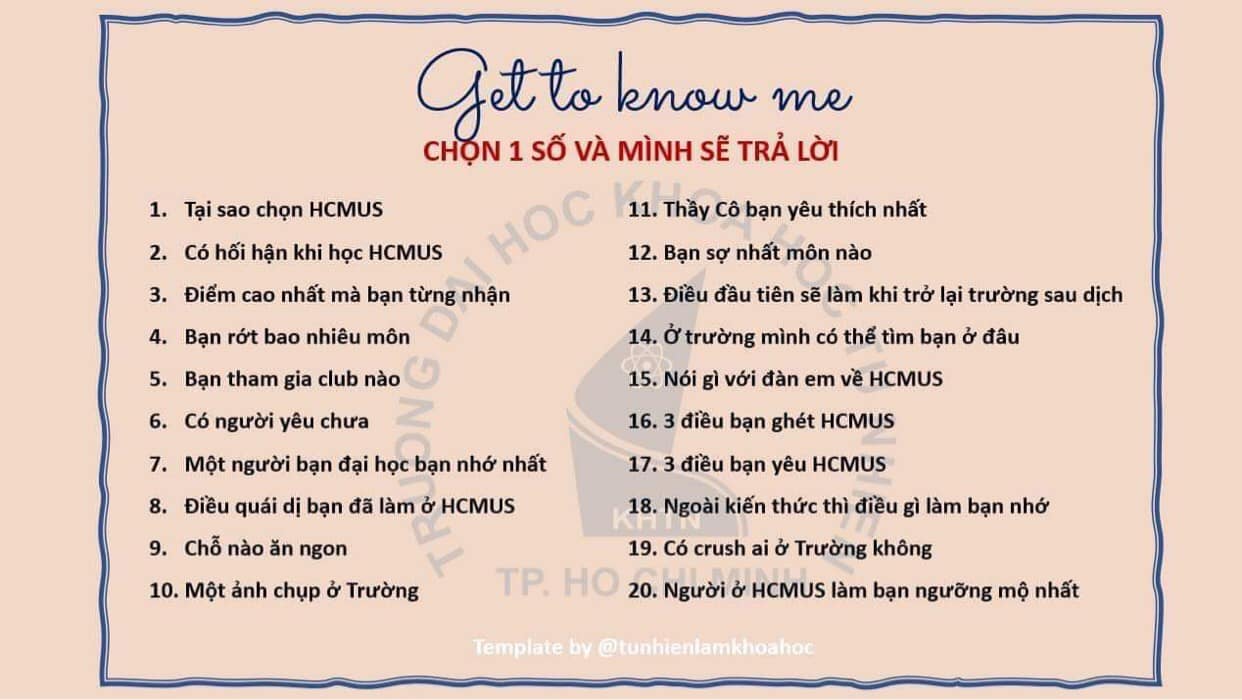 Get to know me
CHỌN 1 SỐ VÀ MÌNH SẼ TRẢ LỜI
1. Tại sao chọn HCMUS
2. Có hối hận khi học HCMUS
3. Điểm cao nhất mà bạn từng nhận
4. Bạn rớt bao nhiêu môn
5. Bạn tham gia club nào
6. Có người yêu chưa
7. Một người bạn đại học bạn nhớ nhất
8. Điều quái dị bạn đã làm ở HCMUS
9. Chỗ nào ăn ngon
10. Một ảnh chụp ở Trường
11. Thầy Cô bạn yêu thích nhất
12. Bạn sợ nhất môn nào
13. Điều đầu tiên sẽ làm khi trở lại trường sau dịch
14. Ở trường mình có thể tìm bạn ở đâu
15. Nói gì với đàn em về HCMUS
16. 3 điều bạn ghét HCMUS
17. 3 điều bạn yêu HCMUS
18. Ngoài kiến thức thì điều gì làm bạn nhớ
19. Có crush ai ở Trường không
20. Người ở HCMUS làm bạn ngưỡng mộ nhất
TRUONG DAI HOC KHOA HOC TU NHIEN
KHTN
TP. HO CHI MINH
Template by @tunhienlamkhoahoc